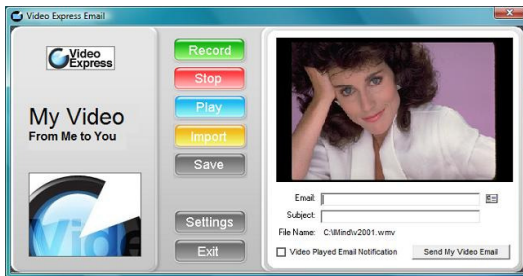 Video Express Email
Video
Express
My Video
From Me to You
Vide
Record
Stop
Play
Import
Save
Settings
Exit
Email:
Subject:
File Name: C:\Mind\v2001.wmv
Video Played Email Notification
Send My Video Email